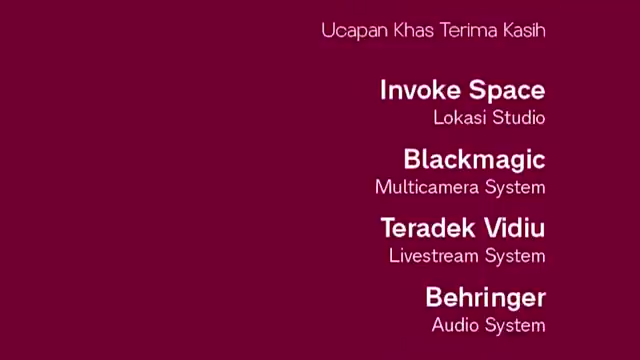 Ucapan Khas Terima Kasih
Invoke Space
Lokasi Studio
Blackmagic
Multicamera System
Teradek Vidiu
Livestream System
Behringer
Audio System